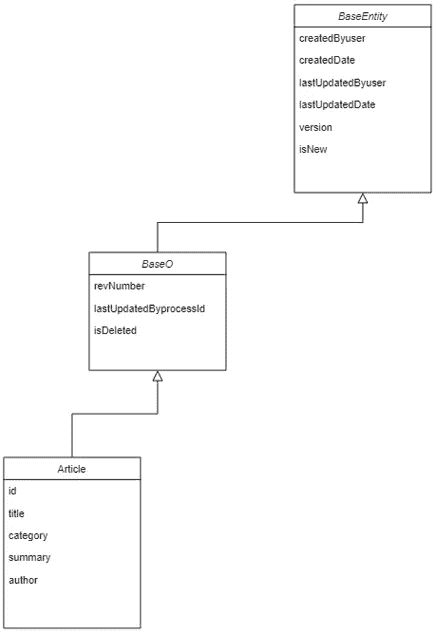 BaseEntity
createdByuser
createdDate
lastUpdatedByuser
lastUpdatedDate
version
isNew
BaseO
revNumber
lastUpdatedByprocessId
isDeleted
Article
id
title
category
summary
author